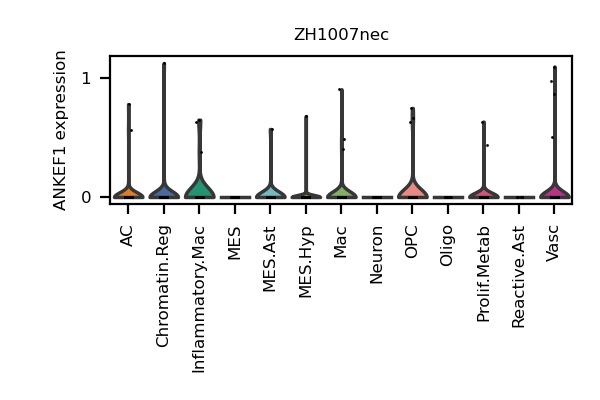 ZH1007nec
ANKEF1 expression
1
0
AC
Chromatin.Reg
Inflammatory.Mac
MES
MES.Ast
MES.Hyp
Mac
Neuron
OPC
Oligo
Prolif.Metab
Reactive.Ast
Vasc